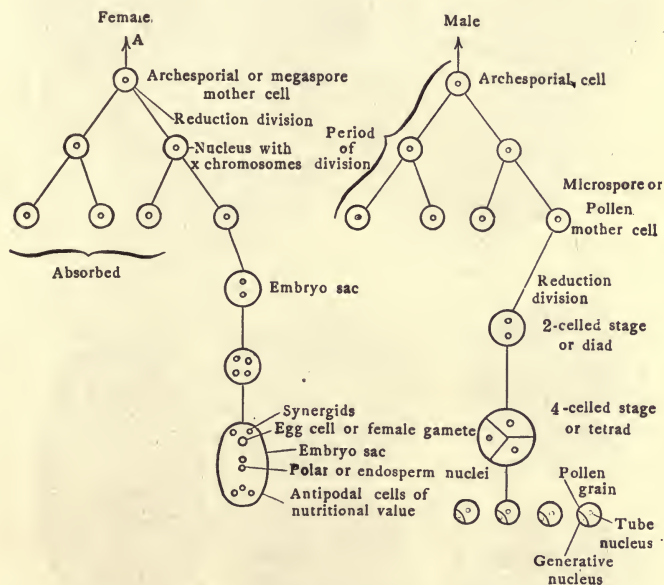 Female.
A
Archesporial or megaspore
mother cell
Reduction division
Nucleus with
x chromosomes
Absorbed
Embryo sac
Synergids
Egg cell or female gamete
Embryo sac
Polar or endosperm nuclei
Antipodal cells of
nutritional value
Male
Archesporial cell
Period
of
division
Microspore or
Pollen
mother cell
Reduction
division
2-celled stage
or diad
4-celled stage
or tetrad
Pollen
grain
Tube
nucleus
Generative
nucleus